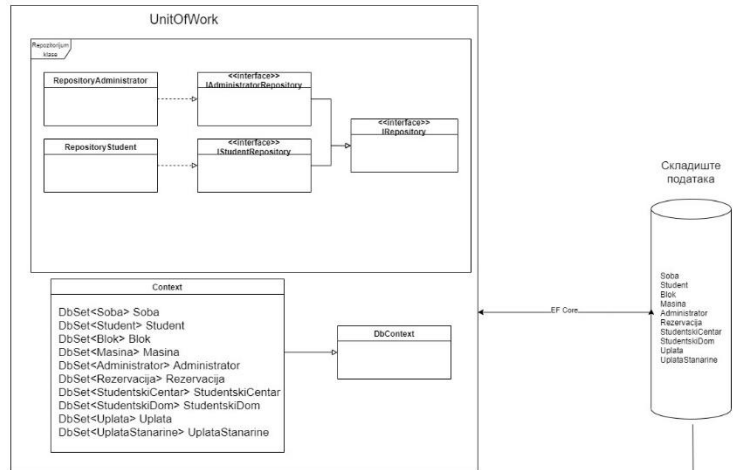 UnitOfWork
Repozitorijum
klase
RepositoryAdministrator
<<interface>>
IAdministratorRepository
<<interface>>
IRepository
RepositoryStudent
<<interface>>
IStudentRepository
Context
DbSet<Soba> Soba
DbSet<Student> Student
DbSet<Blok> Blok
DbSet<Masina> Masina
DbSet<Administrator> Administrator
DbSet<Rezervacija> Rezervacija
DbSet<StudentskiCentar> StudentskiCentar
DbSet<StudentskiDom> StudentskiDom
DbSet<Uplata> Uplata
DbSet<UplataStanarine> UplataStanarine
DbContext
EF Core
Складиште
података
Soba
Student
Blok
Masina
Administrator
Rezervacija
StudentskiCentar
StudentskiDom
Uplata
UplataStanarine